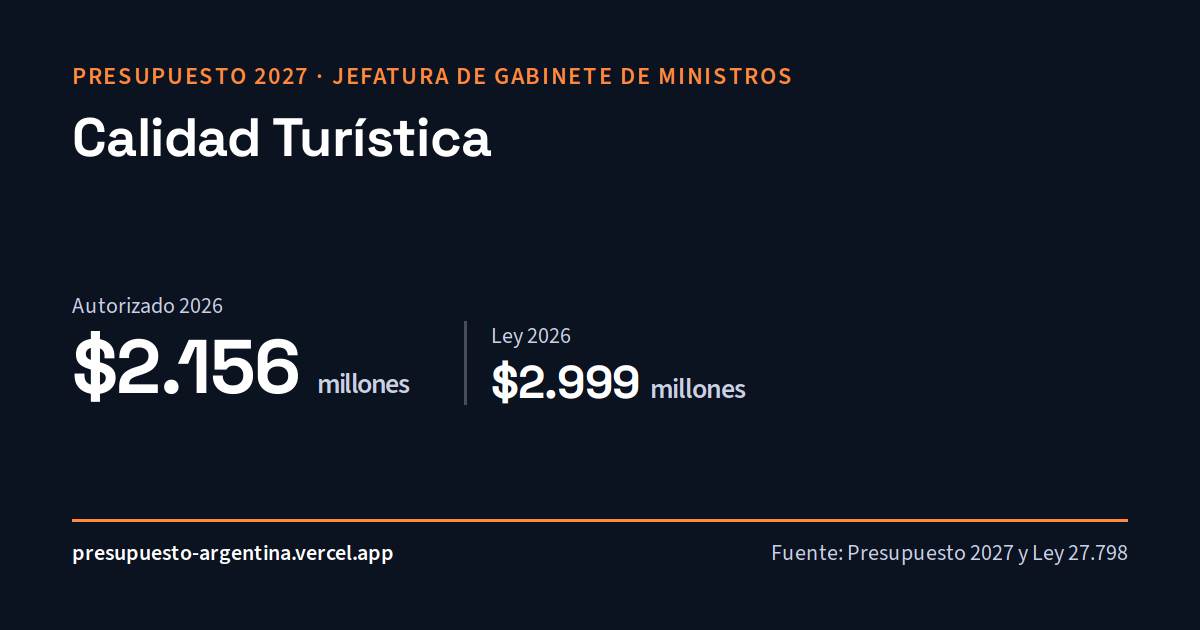 PRESUPUESTO 2027 · JEFATURA DE GABINETE DE MINISTROS
Calidad Turística
Autorizado 2026
$2.156 millones
Ley 2026
$2.999 millones
presupuesto-argentina.vercel.app
Fuente: Presupuesto 2027 y Ley 27.798